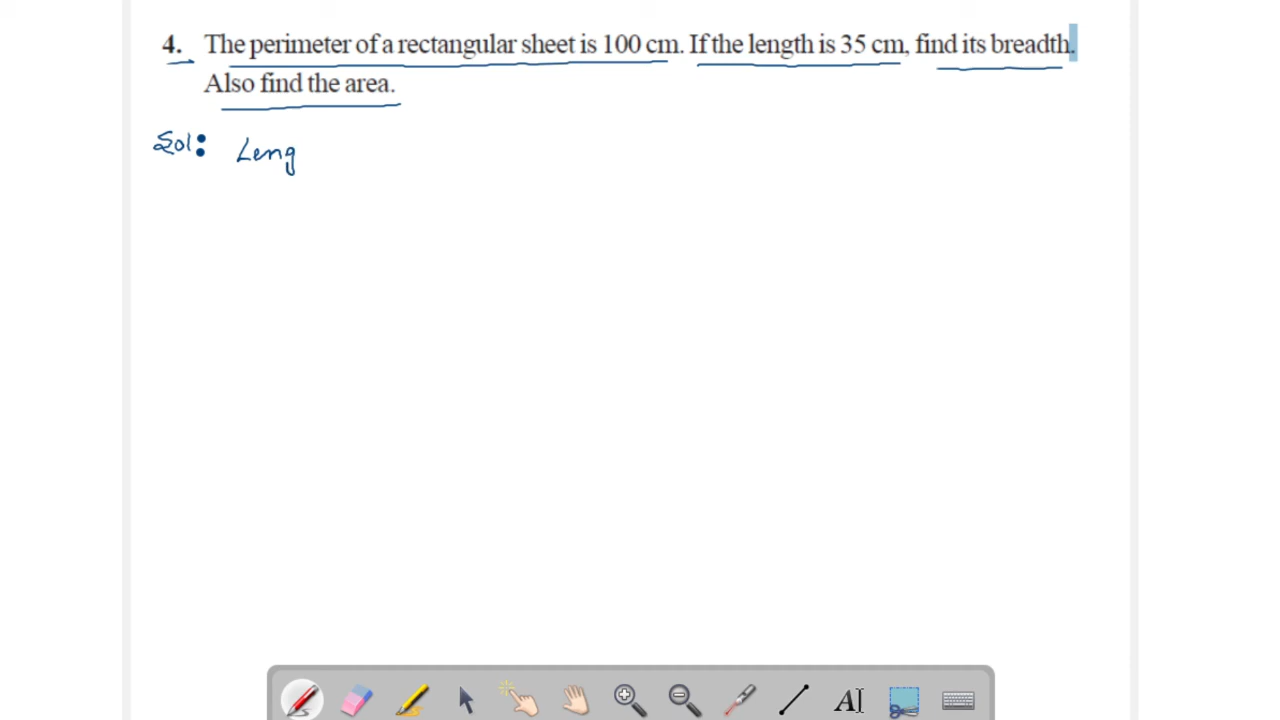 4. The perimeter of a rectangular sheet is 100 cm. If the length is 35 cm, find its breadth.
Also find the area.
Sol: Leng
AI